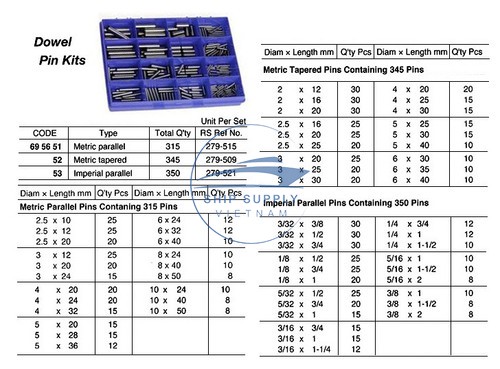 Dowel
Pin Kits
Unit Per Set
CODE Type Total Q'ty RS Ref No.
69 56 51 Metric parallel 315 279-515
52 Metric tapered 345 279-509
53 Imperial parallel 350 279-521
SHIP SUPPLY
VIETNAM
Diam × Length mm Q'ty Pcs Diam × Length mm Q'ty Pcs
Metric Parallel Pins Contaning 315 Pins
2.5 x 10 25 6 x 24 12
2.5 x 12 25 6 x 32 12
2.5 x 20 25 6 x 40 10
3 x 12 25 8 x 24 10
3 x 20 20 8 x 40 10
3 x 24 15 8 x 50 8
4 x 20 20 10 x 24 10
4 x 24 20 10 x 40 8
4 x 32 15 10 x 50 8
5 x 20 15
5 x 28 15
5 x 36 12
Diam × Length mm Q'ty Pcs Diam × Length mm Q'ty Pcs
Metric Tapered Pins Containing 345 Pins
2 x 12 30 4 x 20 20
2 x 16 30 4 x 25 15
2 x 20 30 4 x 30 15
2.5 x 16 25 5 x 25 15
2.5 x 20 25 5 x 30 15
2.5 x 25 20 5 x 40 10
3 x 20 30 6 x 30 10
3 x 25 30 6 x 35 10
3 x 30 20 6 x 40 10
Imperial Parallel Pins Containing 350 Pins
3/32 x 3/8 30 1/4 x 3/4 12
3/32 x 1/2 30 1/4 x 1 12
3/32 x 3/4 30 1/4 x 1-1/2 10
1/8 x 1/2 25 5/16 x 1 10
1/8 x 3/4 25 5/16 x 1-1/2 10
1/8 x 1 20 5/16 x 2 8
5/32 x 1/2 25 3/8 x 1 10
5/32 x 3/4 20 3/8 x 1-1/2 8
5/32 x 1 15 3/8 x 2 8
3/16 x 3/4 15
3/16 x 1 15
3/16 x 1-1/4 12